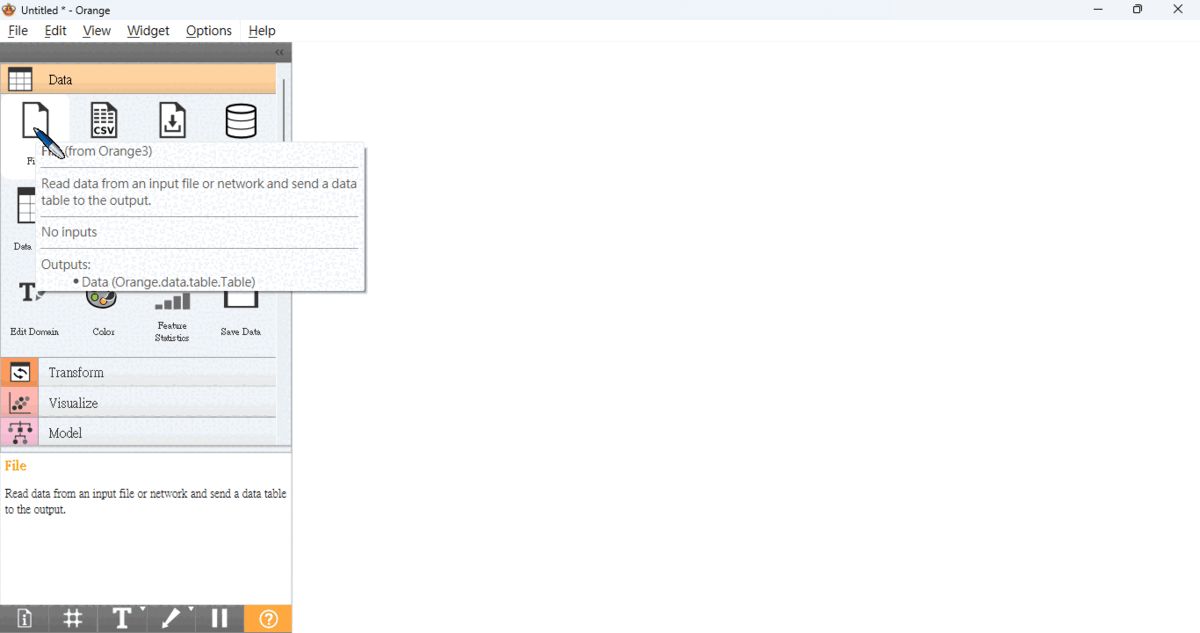 Untitled * - Orange
File Edit View Widget Options Help
Data
CSV
(from Orange3)
Read data from an input file or network and send a data
table to the output.
No inputs
Data
Outputs:
• Data (Orange.data.table.Table)
Edit Domain Color Feature Statistics Save Data
Transform
Visualize
Model
File
Read data from an input file or network and send a data table
to the output.